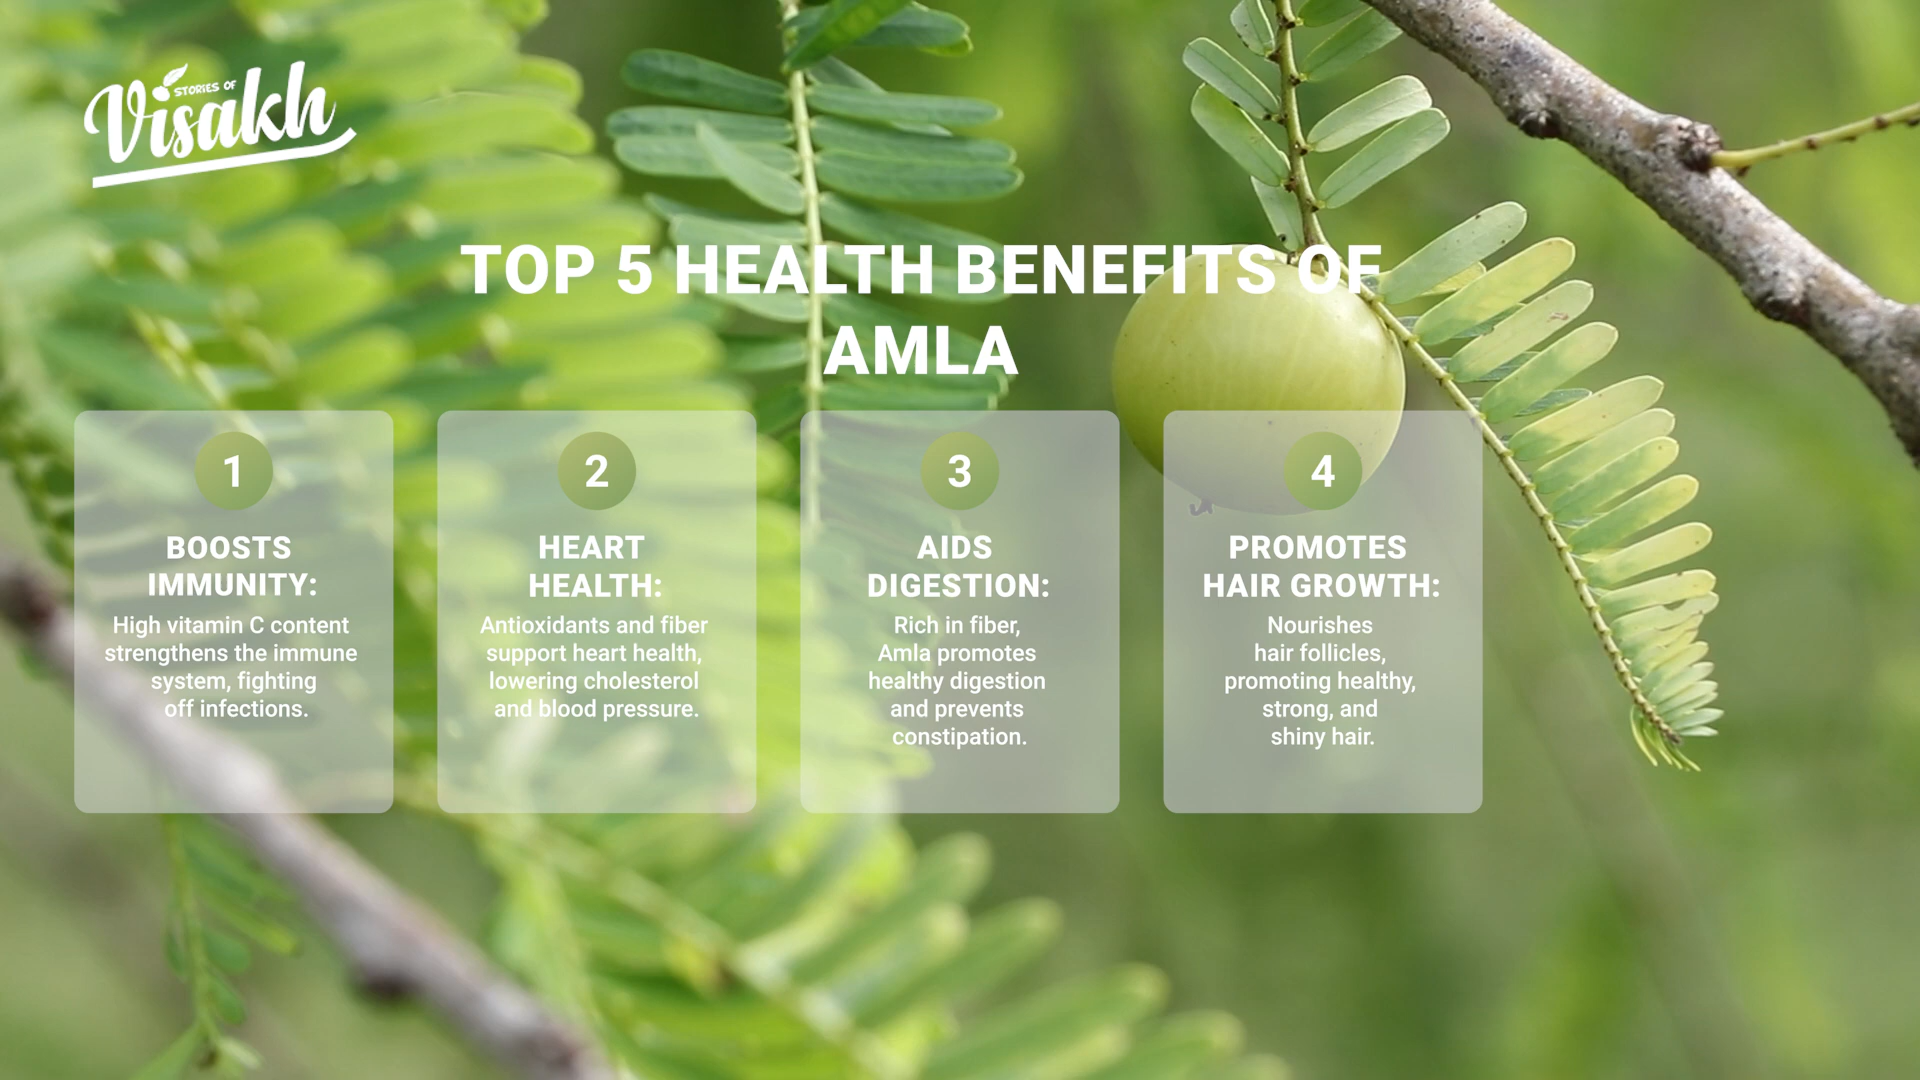 STORIES OF
Visakh
TOP 5 HEALTH BENEFITS OF
AMLA
1
BOOSTS
IMMUNITY:
High vitamin C content
strengthens the immune
system, fighting
off infections.
2
HEART
HEALTH:
Antioxidants and fiber
support heart health,
lowering cholesterol
and blood pressure.
3
AIDS
DIGESTION:
Rich in fiber,
Amla promotes
healthy digestion
and prevents
constipation.
4
PROMOTES
HAIR GROWTH:
Nourishes
hair follicles,
promoting healthy,
strong, and
shiny hair.